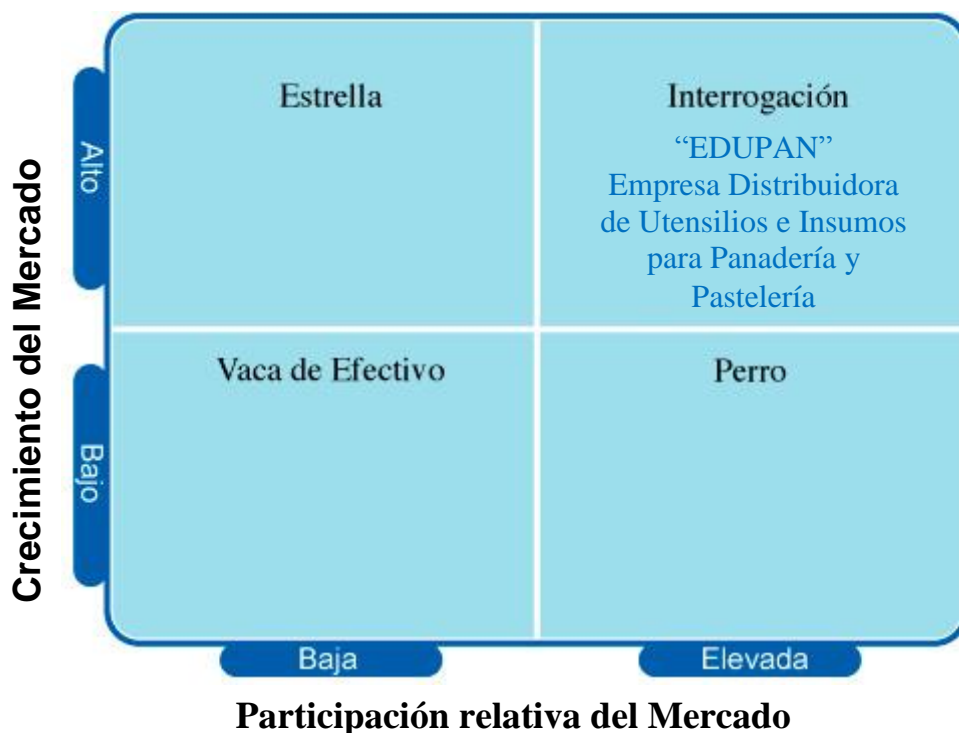 Crecimiento del Mercado
Alto
Bajo
Estrella
Interrogación
“EDUPAN”
Empresa Distribuidora
de Utensilios e Insumos
para Panadería y
Pastelería
Vaca de Efectivo
Perro
Baja
Elevada
Participación relativa del Mercado